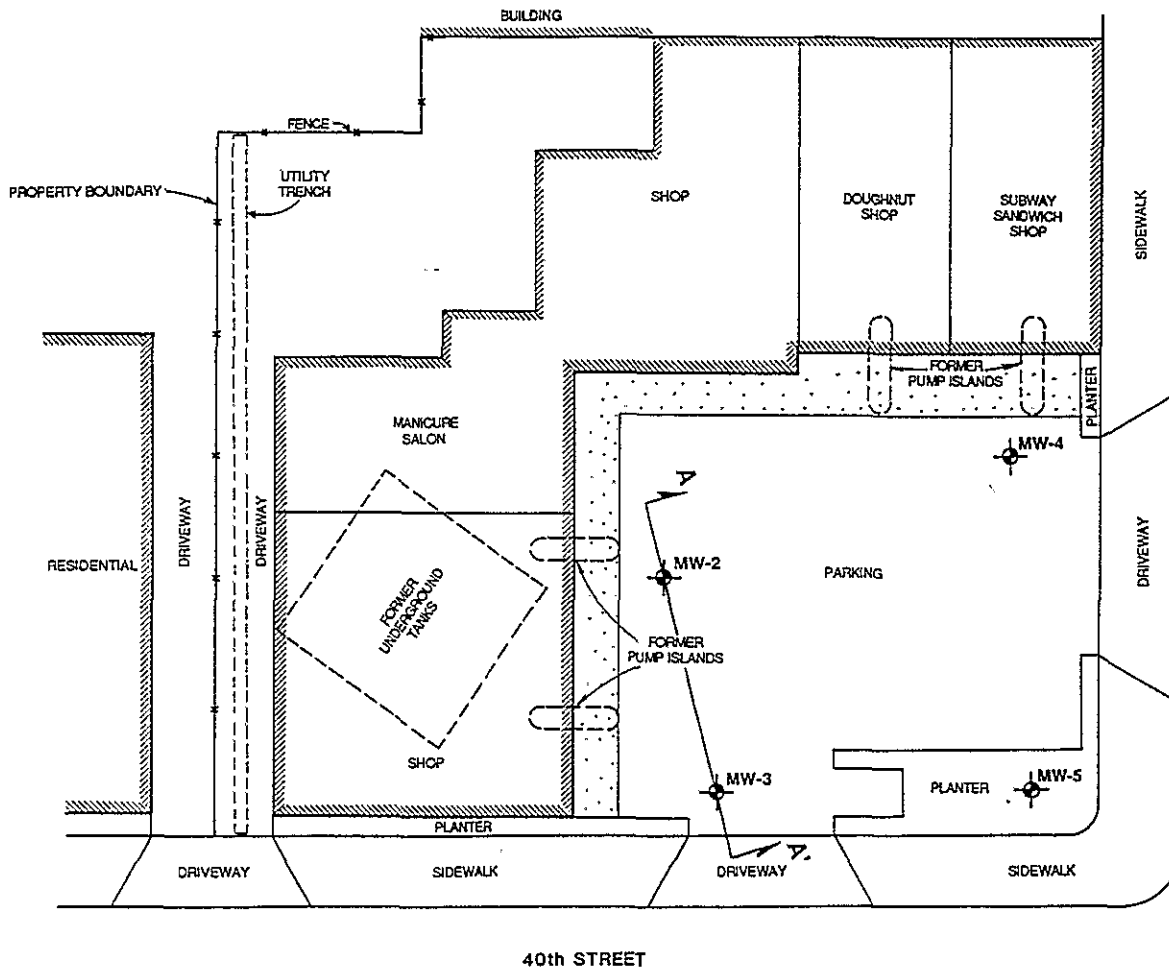 BUILDING
FENCE
PROPERTY BOUNDARY
UTILITY
TRENCH
SHOP
DOUGHNUT
SHOP
SUBWAY
SANDWICH
SHOP
SIDEWALK
FORMER
PUMP ISLANDS
PLANTER
MANICURE
SALON
MW-4
A
DRIVEWAY
DRIVEWAY
RESIDENTIAL
FORMER
UNDERGROUND
TANKS
MW-2
PARKING
DRIVEWAY
FORMER
PUMP ISLANDS
SHOP
MW-3
PLANTER
MW-5
PLANTER
A'
DRIVEWAY
SIDEWALK
DRIVEWAY
SIDEWALK
40th STREET